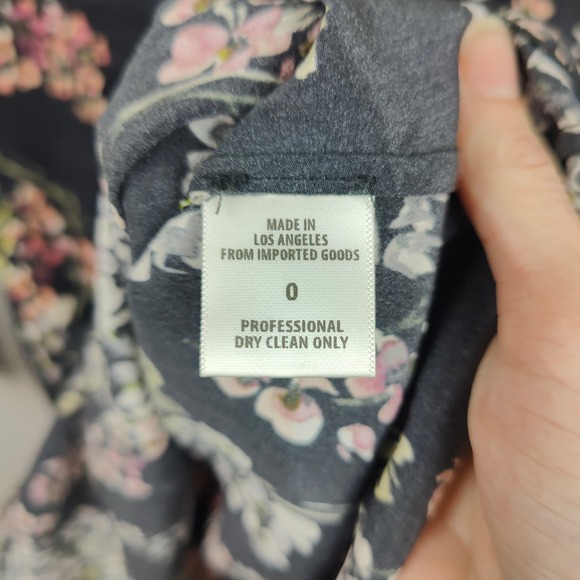 MADE IN
LOS ANGELES
FROM IMPORTED GOODS
0
PROFESSIONAL
DRY CLEAN ONLY